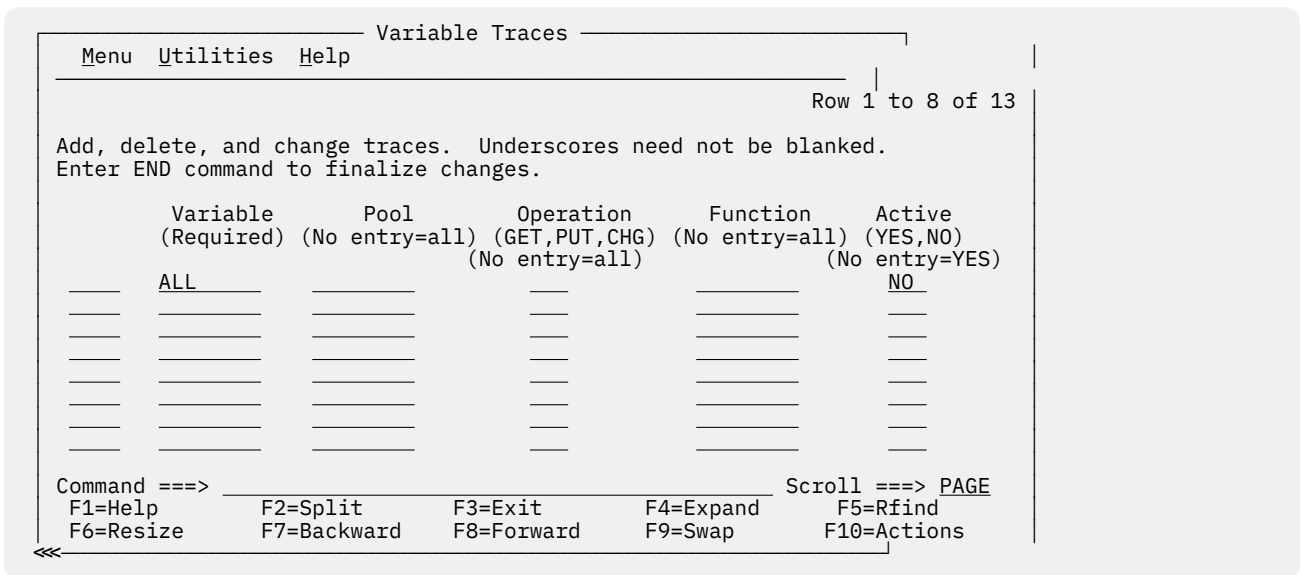 Variable Traces
Menu Utilities Help
Row 1 to 8 of 13
Add, delete, and change traces. Underscores need not be blanked.
Enter END command to finalize changes.
Variable Pool Operation Function Active
(Required) (No entry=all) (GET,PUT,CHG) (No entry=all) (YES,NO)
(No entry=all) (No entry=YES)
ALL NO
Command ===> Scroll ===> PAGE
F1=Help F2=Split F3=Exit F4=Expand F5=Rfind
F6=Resize F7=Backward F8=Forward F9=Swap F10=Actions
<<<